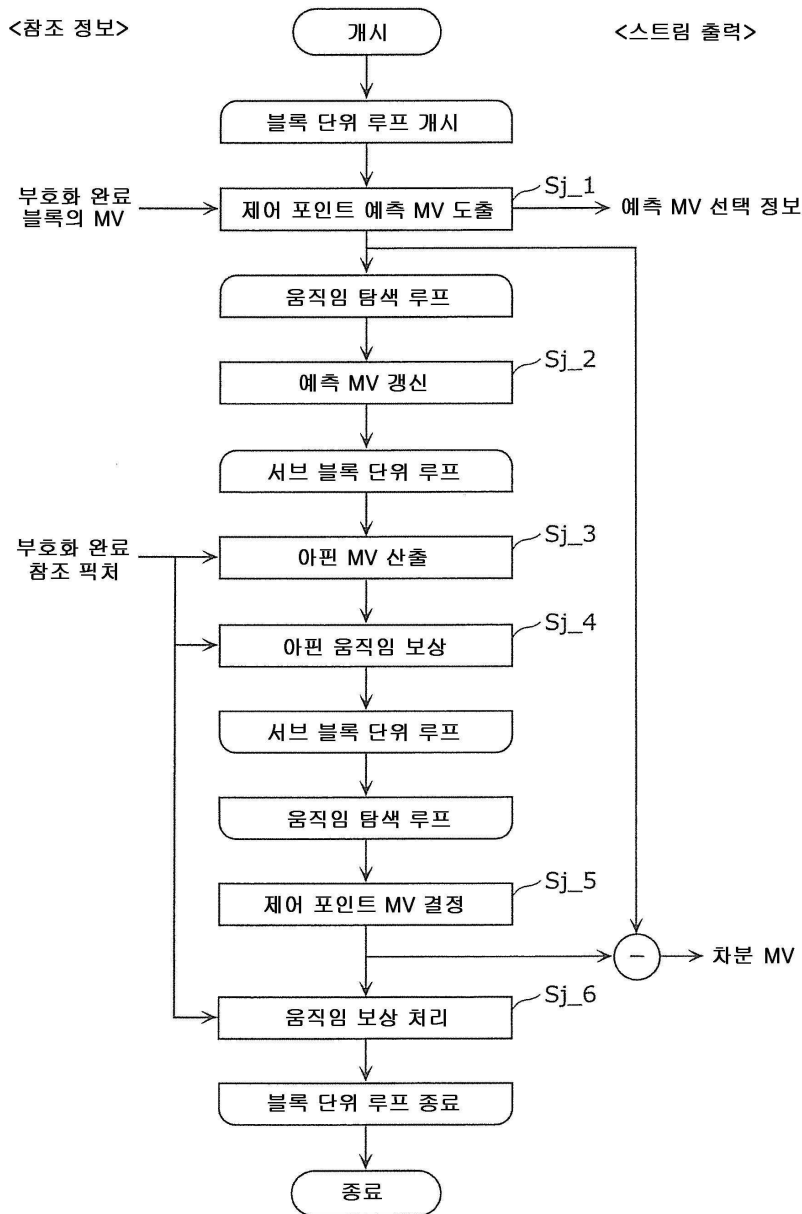 <참조 정보>
개시
<스트림 출력>
블록 단위 루프 개시
부호화 완료
블록의 MV
제어 포인트 예측 MV 도출
Sj_1
예측 MV 선택 정보
움직임 탐색 루프
예측 MV 갱신
Sj_2
서브 블록 단위 루프
부호화 완료
참조 픽처
아핀 MV 산출
Sj_3
아핀 움직임 보상
Sj_4
서브 블록 단위 루프
움직임 탐색 루프
제어 포인트 MV 결정
Sj_5
−
차분 MV
움직임 보상 처리
Sj_6
블록 단위 루프 종료
종료